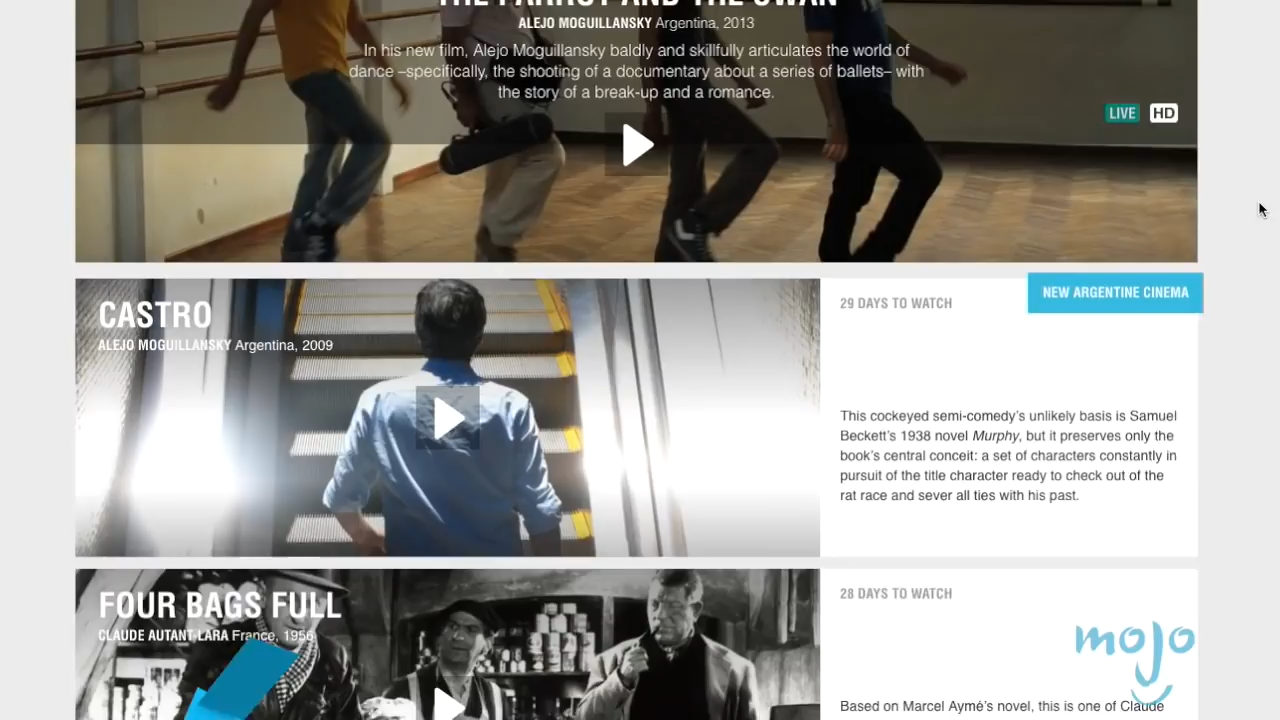 THE PARROT AND THE SWAN
ALEJO MOGUILLANSKY Argentina, 2013
In his new film, Alejo Moguillansky baldly and skillfully articulates the world of
dance –specifically, the shooting of a documentary about a series of ballets– with
the story of a break-up and a romance.
LIVE HD
CASTRO
ALEJO MOGUILLANSKY Argentina, 2009
29 DAYS TO WATCH
NEW ARGENTINE CINEMA
This cockeyed semi-comedy's unlikely basis is Samuel
Beckett's 1938 novel Murphy, but it preserves only the
book's central conceit: a set of characters constantly in
pursuit of the title character ready to check out of the
rat race and sever all ties with his past.
FOUR BAGS FULL
CLAUDE AUTANT-LARA France, 1956
28 DAYS TO WATCH
mojo
Based on Marcel Aymé's novel, this is one of Claude